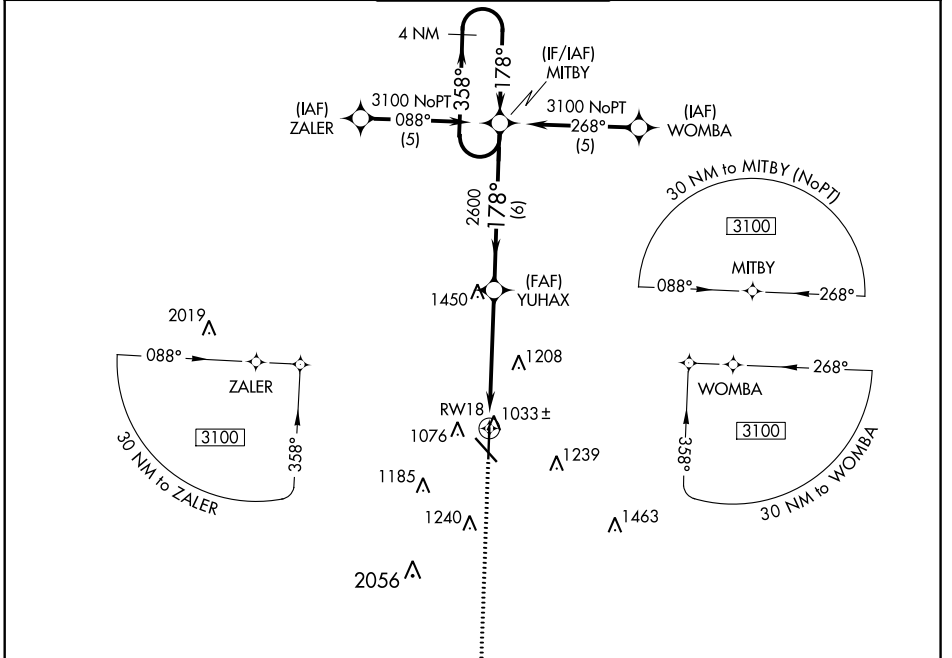 4 NM
358°
178°
(IF/IAF)
MITBY
(IAF)
ZALER
3100 NoPT
088°
(5)
3100 NoPT
268°
(5)
(IAF)
WOMBA
2600
178°
(6)
30 NM to MITBY (NoPT)
3100
MITBY
088°
268°
1450
(FAF)
YUHAX
2019
088°
ZALER
3100
358°
30 NM to ZALER
1208
RW18
1033 ±
1076
1239
1185
1240
1463
2056
268°
WOMBA
3100
358°
30 NM to WOMBA